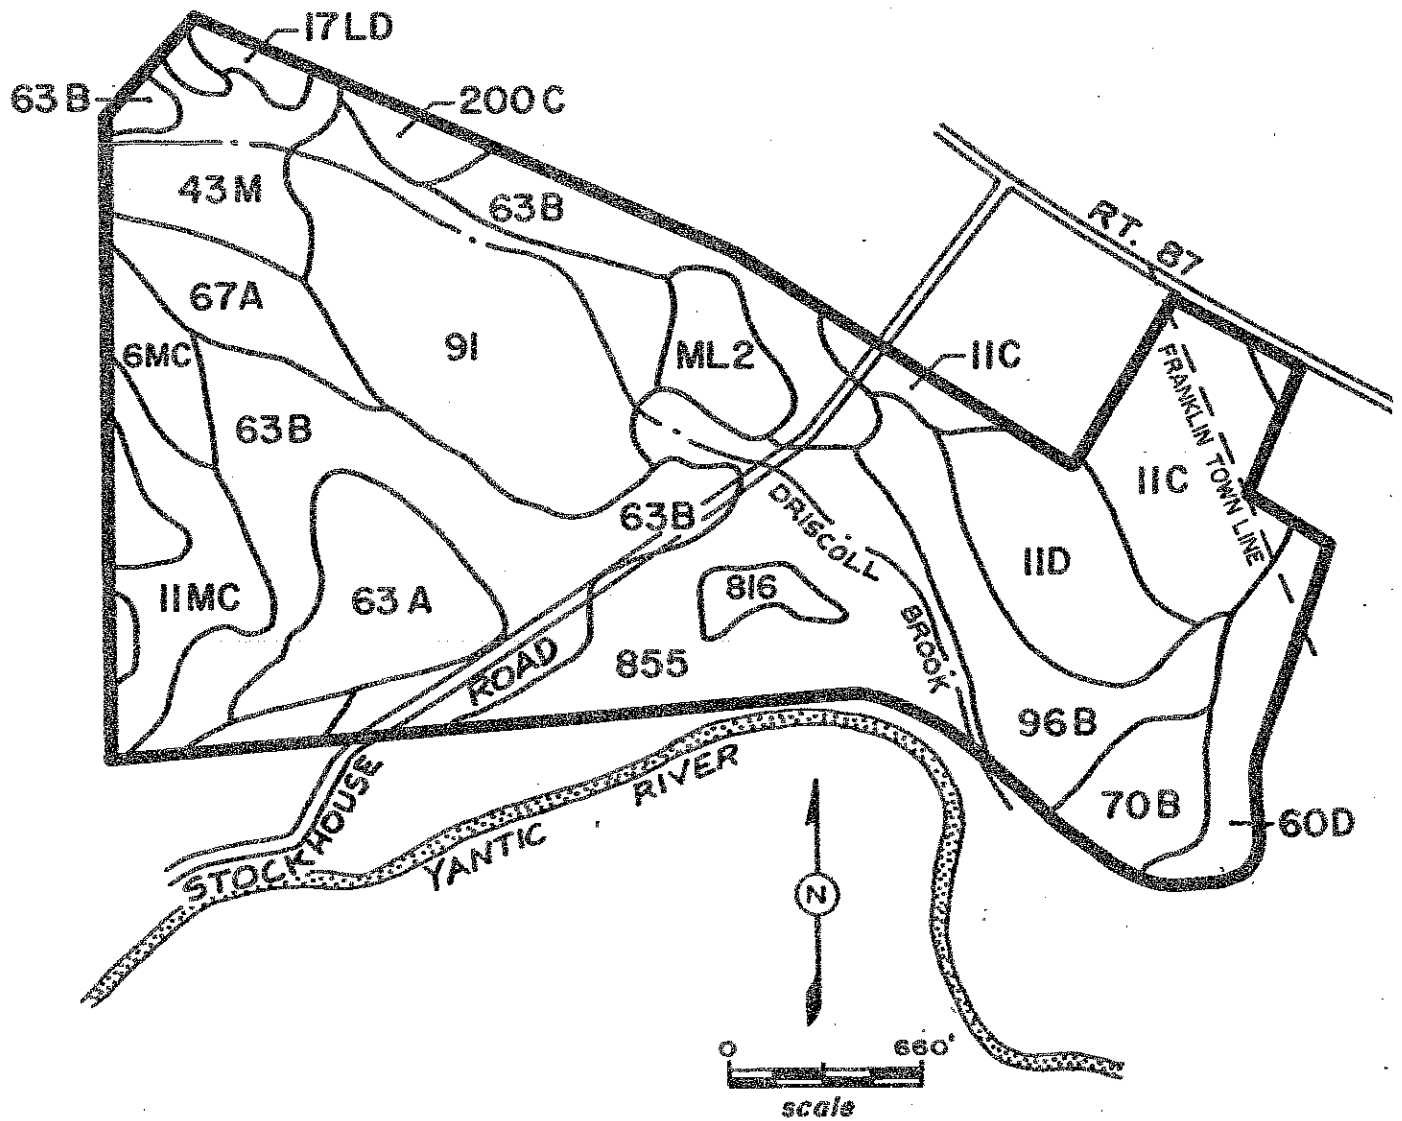 17LD
63B
200C
43M
63B
RT. 87
67A
91
ML2
6MC
11C
FRANKLIN TOWN LINE
63B
11C
63B
DRISCOLL
BROOK
11D
11MC
63A
816
855
ROAD
96B
70B
60D
STOCKHOUSE
YANTIC
RIVER
N
0 660'
scale